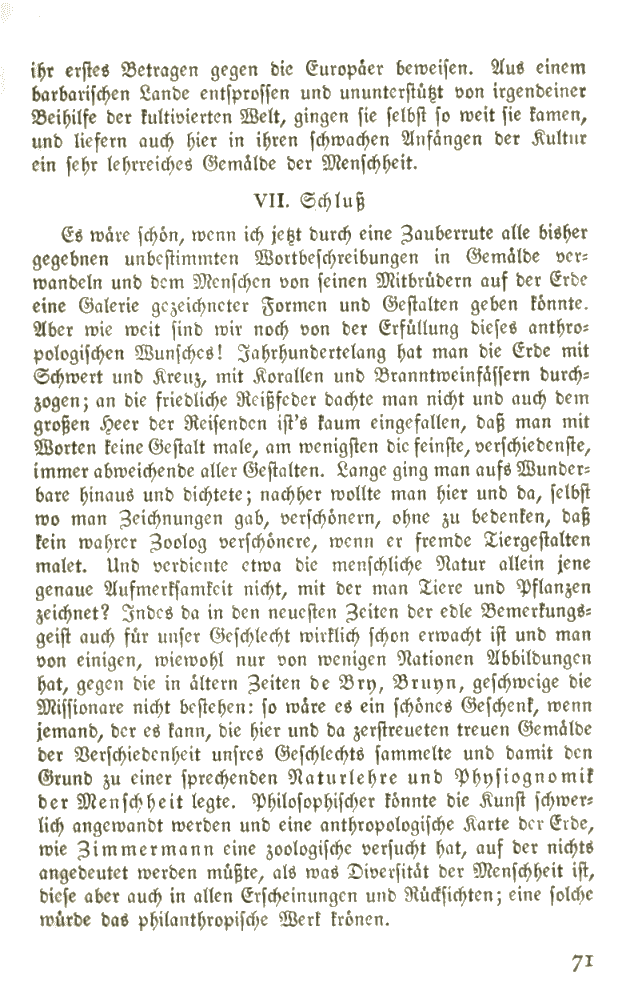 ihr erstes Betragen gegen die Europäer beweisen. Aus einem
barbarischen Lande entsprossen und ununterstützt von irgendeiner
Beihilfe der kultivierten Welt, gingen sie selbst so weit sie kamen,
und liefern auch hier in ihren schwachen Anfängen der Kultur
ein sehr lehrreiches Gemälde der Menschheit.
VII. Schluß
Es wäre schön, wenn ich jetzt durch eine Zauberrute alle bisher
gegebnen unbestimmten Wortbeschreibungen in Gemälde ver-
wandeln und dem Menschen von seinen Mitbrüdern auf der Erde
eine Galerie gezeichneter Formen und Gestalten geben könnte.
Aber wie weit sind wir noch von der Erfüllung dieses anthro-
pologischen Wunsches! Jahrhundertelang hat man die Erde mit
Schwert und Kreuz, mit Korallen und Branntweinfässern durch-
zogen; an die friedliche Reißfeder dachte man nicht und auch dem
großen Heer der Reisenden ist's kaum eingefallen, daß man mit
Worten keine Gestalt male, am wenigsten die feinste, verschiedenste,
immer abweichende aller Gestalten. Lange ging man aufs Wunder-
bare hinaus und dichtete; nachher wollte man hier und da, selbst
wo man Zeichnungen gab, verschönern, ohne zu bedenken, daß
kein wahrer Zoolog verschönere, wenn er fremde Tiergestalten
malet. Und verdiente etwa die menschliche Natur allein jene
genaue Aufmerksamkeit nicht, mit der man Tiere und Pflanzen
zeichnet? Indes da in den neuesten Zeiten der edle Bemerkungs-
geist auch für unser Geschlecht wirklich schon erwacht ist und man
von einigen, wiewohl nur von wenigen Nationen Abbildungen
hat, gegen die in ältern Zeiten de Bry, Bruyn, geschweige die
Missionare nicht bestehen: so wäre es ein schönes Geschenk, wenn
jemand, der es kann, die hier und da zerstreueten treuen Gemälde
der Verschiedenheit unsres Geschlechts sammelte und damit den
Grund zu einer sprechenden Naturlehre und Physiognomik
der Menschheit legte. Philosophischer könnte die Kunst schwer-
lich angewandt werden und eine anthropologische Karte der Erde,
wie Zimmermann eine zoologische versucht hat, auf der nichts
angedeutet werden müßte, als was Diversität der Menschheit ist,
diese aber auch in allen Erscheinungen und Rücksichten; eine solche
würde das philanthropische Werk krönen.
71